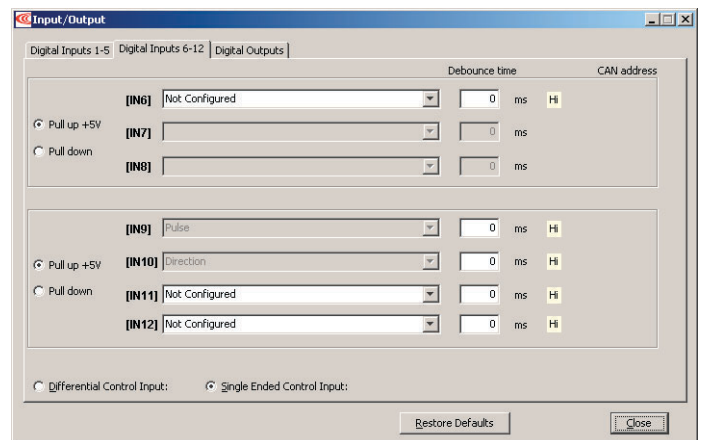 Input/Output
Digital Inputs 1-5 Digital Inputs 6-12 Digital Outputs
Debounce time CAN address
[IN6] Not Configured 0 ms Hi
Pull up +5V
[IN7] 0 ms
Pull down
[IN8] 0 ms
[IN9] Pulse 0 ms Hi
Pull up +5V [IN10] Direction 0 ms Hi
Pull down [IN11] Not Configured 0 ms Hi
[IN12] Not Configured 0 ms Hi
Differential Control Input: Single Ended Control Input:
Restore Defaults Close